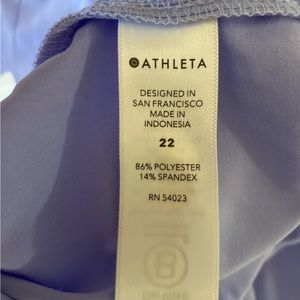 ATHLETA
DESIGNED IN
SAN FRANCISCO
MADE IN
INDONESIA
22
86% POLYESTER
14% SPANDEX
RN 54023
B